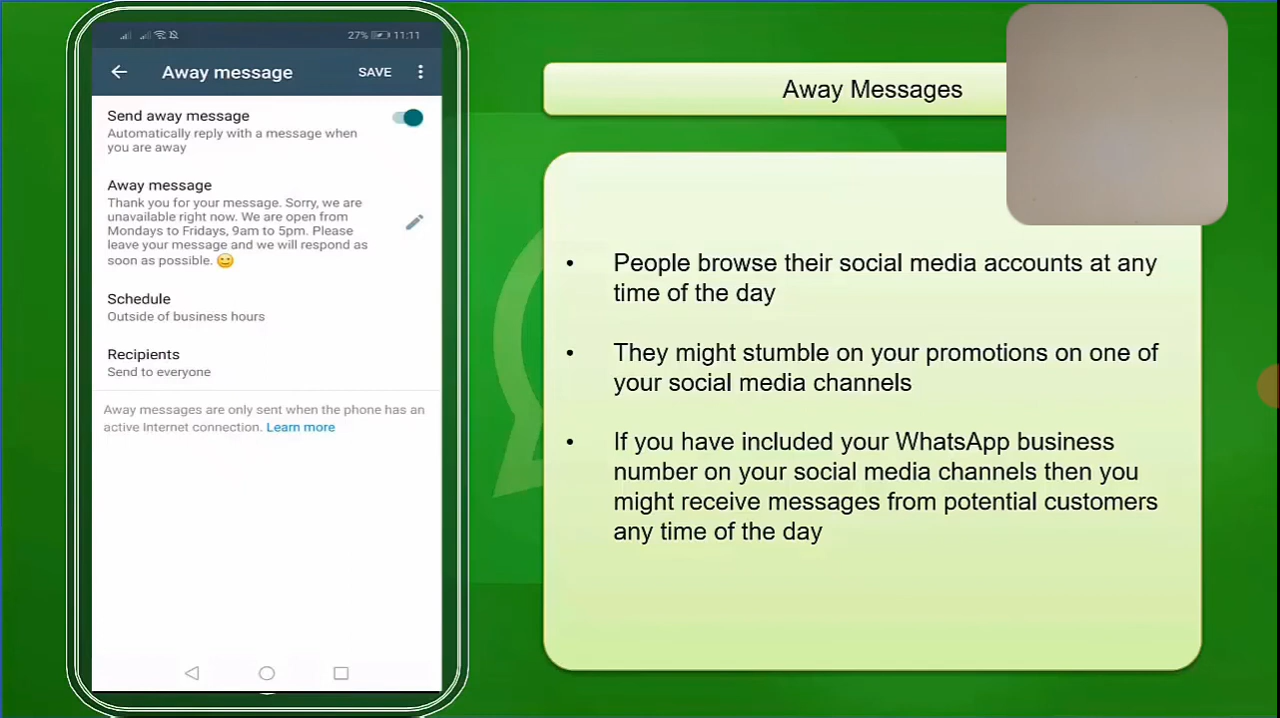 27% 11:11
Away message SAVE
Send away message
Automatically reply with a message when
you are away
Away message
Thank you for your message. Sorry, we are
unavailable right now. We are open from
Mondays to Fridays, 9am to 5pm. Please
leave your message and we will respond as
soon as possible. 🙂
Schedule
Outside of business hours
Recipients
Send to everyone
Away messages are only sent when the phone has an
active Internet connection. Learn more
Away Messages
• People browse their social media accounts at any
time of the day
• They might stumble on your promotions on one of
your social media channels
• If you have included your WhatsApp business
number on your social media channels then you
might receive messages from potential customers
any time of the day